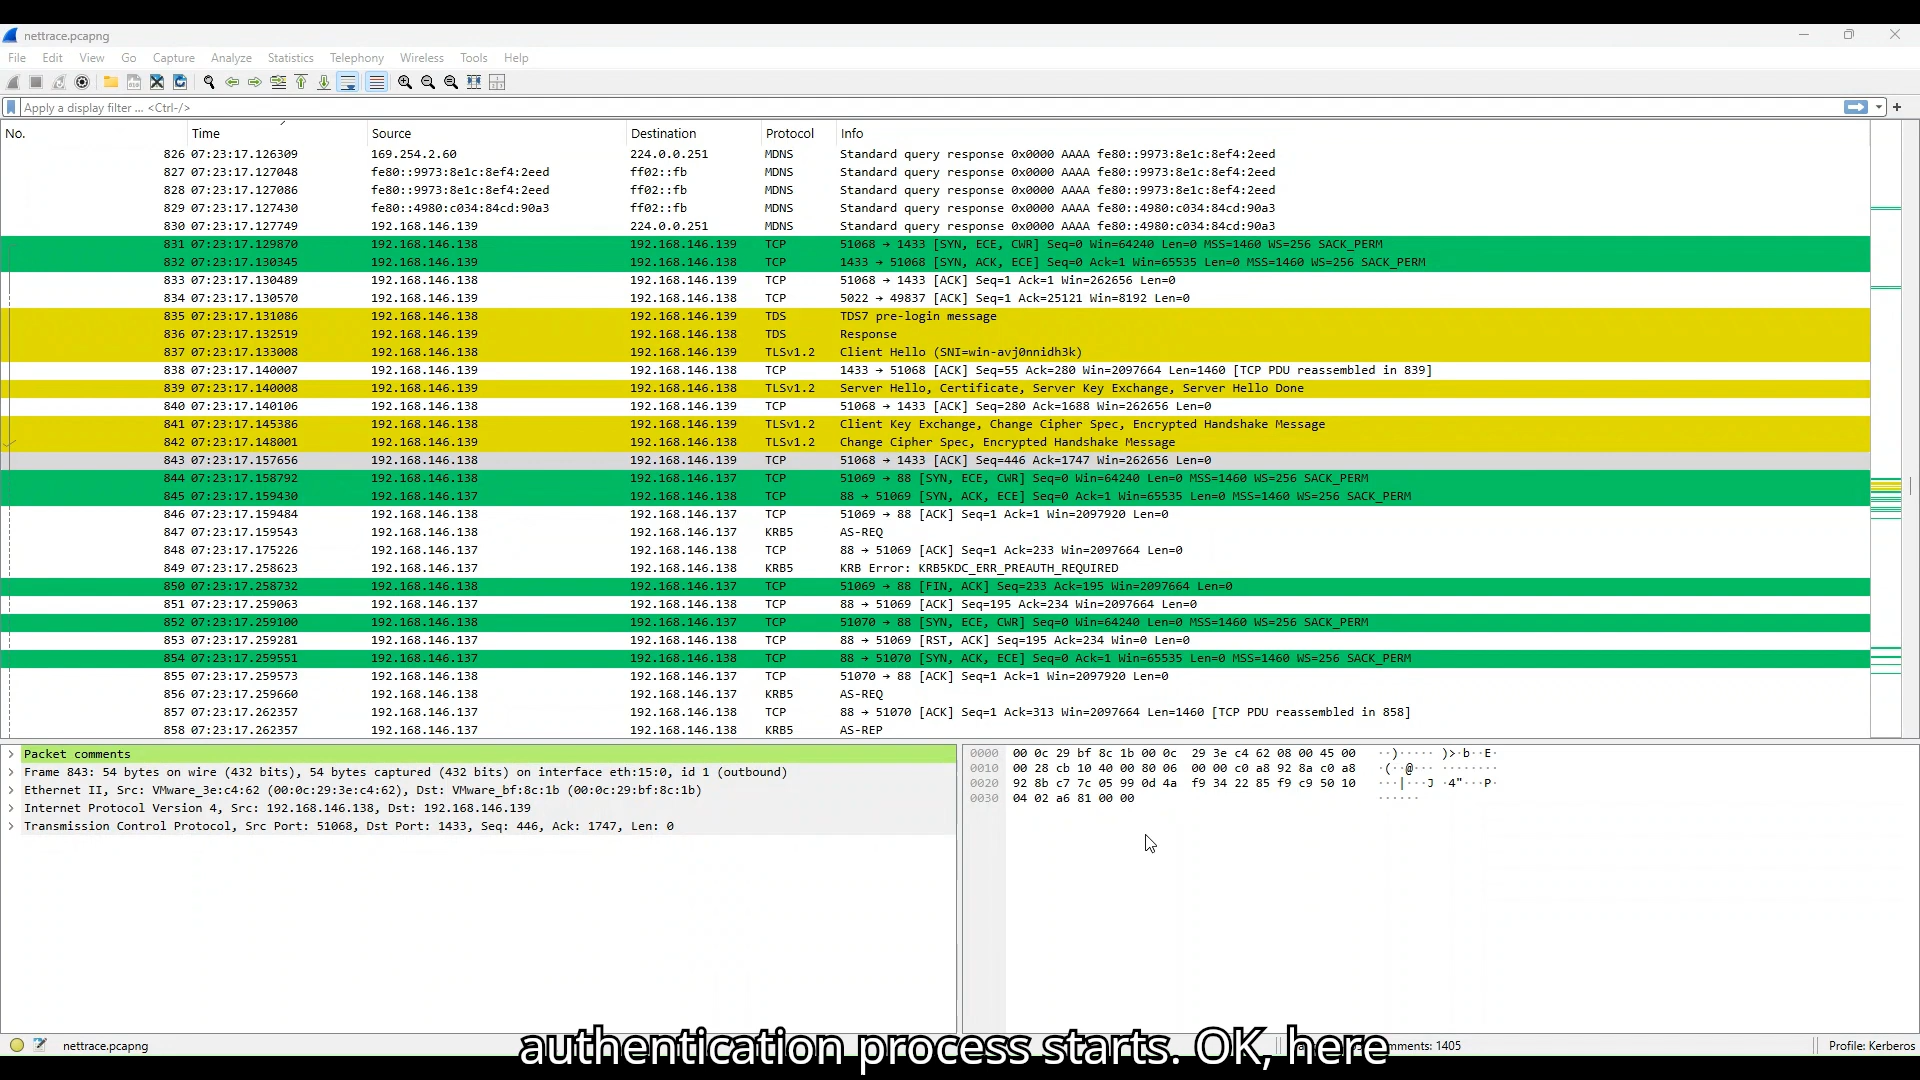 nettrace.pcapng
File Edit View Go Capture Analyze Statistics Telephony Wireless Tools Help
Apply a display filter ... <Ctrl-/>
No. Time Source Destination Protocol Info
826 07:23:17.126309 169.254.2.60 224.0.0.251 MDNS Standard query response 0x0000 AAAA fe80::9973:8e1c:8ef4:2eed
827 07:23:17.127048 fe80::9973:8e1c:8ef4:2eed ff02::fb MDNS Standard query response 0x0000 AAAA fe80::9973:8e1c:8ef4:2eed
828 07:23:17.127086 fe80::9973:8e1c:8ef4:2eed ff02::fb MDNS Standard query response 0x0000 AAAA fe80::9973:8e1c:8ef4:2eed
829 07:23:17.127430 fe80::4980:c034:84cd:90a3 ff02::fb MDNS Standard query response 0x0000 AAAA fe80::4980:c034:84cd:90a3
830 07:23:17.127749 192.168.146.139 224.0.0.251 MDNS Standard query response 0x0000 AAAA fe80::4980:c034:84cd:90a3
831 07:23:17.129870 192.168.146.138 192.168.146.139 TCP 51068 → 1433 [SYN, ECE, CWR] Seq=0 Win=64240 Len=0 MSS=1460 WS=256 SACK_PERM
832 07:23:17.130345 192.168.146.139 192.168.146.138 TCP 1433 → 51068 [SYN, ACK, ECE] Seq=0 Ack=1 Win=65535 Len=0 MSS=1460 WS=256 SACK_PERM
833 07:23:17.130489 192.168.146.138 192.168.146.139 TCP 51068 → 1433 [ACK] Seq=1 Ack=1 Win=262656 Len=0
834 07:23:17.130570 192.168.146.139 192.168.146.138 TCP 5022 → 49837 [ACK] Seq=1 Ack=25121 Win=8192 Len=0
835 07:23:17.131086 192.168.146.138 192.168.146.139 TDS TDS7 pre-login message
836 07:23:17.132519 192.168.146.139 192.168.146.138 TDS Response
837 07:23:17.133008 192.168.146.138 192.168.146.139 TLSv1.2 Client Hello (SNI=win-avj0nnidh3k)
838 07:23:17.140007 192.168.146.139 192.168.146.138 TCP 1433 → 51068 [ACK] Seq=55 Ack=280 Win=2097664 Len=1460 [TCP PDU reassembled in 839]
839 07:23:17.140008 192.168.146.139 192.168.146.138 TLSv1.2 Server Hello, Certificate, Server Key Exchange, Server Hello Done
840 07:23:17.140106 192.168.146.138 192.168.146.139 TCP 51068 → 1433 [ACK] Seq=280 Ack=1688 Win=262656 Len=0
841 07:23:17.145386 192.168.146.138 192.168.146.139 TLSv1.2 Client Key Exchange, Change Cipher Spec, Encrypted Handshake Message
842 07:23:17.148001 192.168.146.139 192.168.146.138 TLSv1.2 Change Cipher Spec, Encrypted Handshake Message
843 07:23:17.157656 192.168.146.138 192.168.146.139 TCP 51068 → 1433 [ACK] Seq=446 Ack=1747 Win=262656 Len=0
844 07:23:17.158792 192.168.146.138 192.168.146.137 TCP 51069 → 88 [SYN, ECE, CWR] Seq=0 Win=64240 Len=0 MSS=1460 WS=256 SACK_PERM
845 07:23:17.159430 192.168.146.137 192.168.146.138 TCP 88 → 51069 [SYN, ACK, ECE] Seq=0 Ack=1 Win=65535 Len=0 MSS=1460 WS=256 SACK_PERM
846 07:23:17.159484 192.168.146.138 192.168.146.137 TCP 51069 → 88 [ACK] Seq=1 Ack=1 Win=2097920 Len=0
847 07:23:17.159543 192.168.146.138 192.168.146.137 KRB5 AS-REQ
848 07:23:17.175226 192.168.146.137 192.168.146.138 TCP 88 → 51069 [ACK] Seq=1 Ack=233 Win=2097664 Len=0
849 07:23:17.258623 192.168.146.137 192.168.146.138 KRB5 KRB Error: KRB5KDC_ERR_PREAUTH_REQUIRED
850 07:23:17.258732 192.168.146.138 192.168.146.137 TCP 51069 → 88 [FIN, ACK] Seq=233 Ack=195 Win=2097664 Len=0
851 07:23:17.259063 192.168.146.137 192.168.146.138 TCP 88 → 51069 [ACK] Seq=195 Ack=234 Win=2097664 Len=0
852 07:23:17.259100 192.168.146.138 192.168.146.137 TCP 51070 → 88 [SYN, ECE, CWR] Seq=0 Win=64240 Len=0 MSS=1460 WS=256 SACK_PERM
853 07:23:17.259281 192.168.146.137 192.168.146.138 TCP 88 → 51069 [RST, ACK] Seq=195 Ack=234 Win=0 Len=0
854 07:23:17.259551 192.168.146.137 192.168.146.138 TCP 88 → 51070 [SYN, ACK, ECE] Seq=0 Ack=1 Win=65535 Len=0 MSS=1460 WS=256 SACK_PERM
855 07:23:17.259573 192.168.146.138 192.168.146.137 TCP 51070 → 88 [ACK] Seq=1 Ack=1 Win=2097920 Len=0
856 07:23:17.259660 192.168.146.138 192.168.146.137 KRB5 AS-REQ
857 07:23:17.262357 192.168.146.137 192.168.146.138 TCP 88 → 51070 [ACK] Seq=1 Ack=313 Win=2097664 Len=1460 [TCP PDU reassembled in 858]
858 07:23:17.262357 192.168.146.137 192.168.146.138 KRB5 AS-REP
Packet comments
Frame 843: 54 bytes on wire (432 bits), 54 bytes captured (432 bits) on interface eth:15:0, id 1 (outbound)
Ethernet II, Src: VMware_3e:c4:62 (00:0c:29:3e:c4:62), Dst: VMware_bf:8c:1b (00:0c:29:bf:8c:1b)
Internet Protocol Version 4, Src: 192.168.146.138, Dst: 192.168.146.139
Transmission Control Protocol, Src Port: 51068, Dst Port: 1433, Seq: 446, Ack: 1747, Len: 0
0000 00 0c 29 bf 8c 1b 00 0c 29 3e c4 62 08 00 45 00 ··)····· )>·b··E·
0010 00 28 cb 10 40 00 80 06 00 00 c0 a8 92 8a c0 a8 ·(··@··· ········
0020 92 8b c7 7c 05 99 0d 4a f9 34 22 85 f9 c9 50 10 ···|···J ·4"···P·
0030 04 02 a6 81 00 00 ······
authentication process starts. OK, here
nettrace.pcapng
mments: 1405
Profile: Kerberos